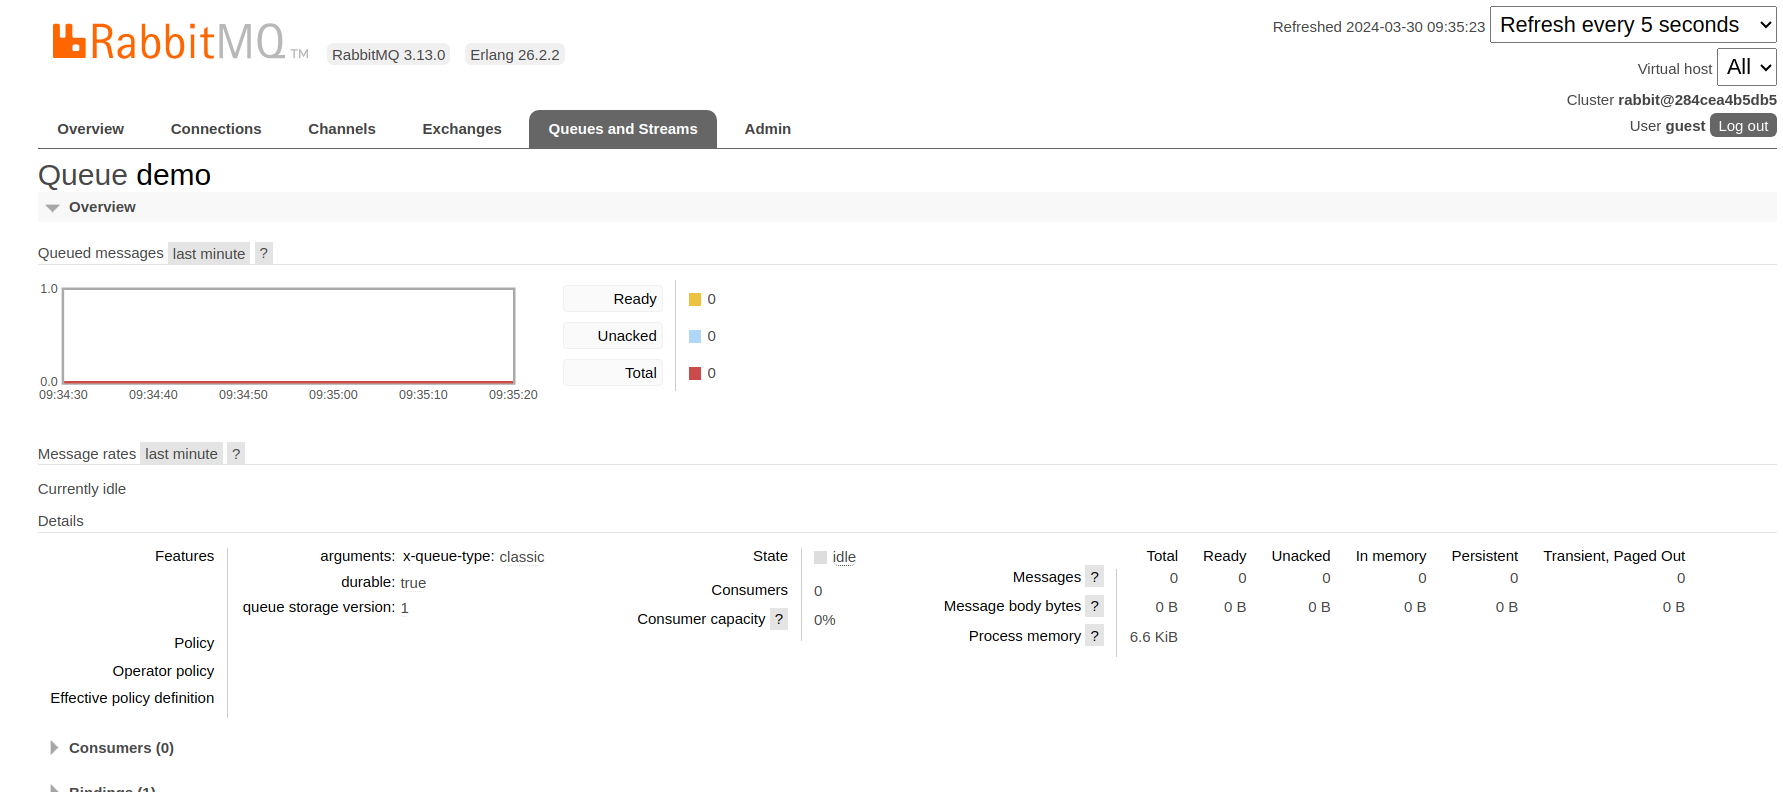 RabbitMQ TM RabbitMQ 3.13.0 Erlang 26.2.2
Refreshed 2024-03-30 09:35:23 Refresh every 5 seconds
Virtual host All
Cluster rabbit@284cea4b5db5
User guest Log out
Overview Connections Channels Exchanges Queues and Streams Admin
Queue demo
Overview
Queued messages last minute ?
1.0
0.0
09:34:30 09:34:40 09:34:50 09:35:00 09:35:10 09:35:20
Ready 0
Unacked 0
Total 0
Message rates last minute ?
Currently idle
Details
Features arguments: x-queue-type: classic
durable: true
queue storage version: 1
Policy
Operator policy
Effective policy definition
State idle
Consumers 0
Consumer capacity ? 0%
Total Ready Unacked In memory Persistent Transient, Paged Out
Messages ? 0 0 0 0 0 0
Message body bytes ? 0 B 0 B 0 B 0 B 0 B 0 B
Process memory ? 6.6 KiB
Consumers (0)
Bindings (1)